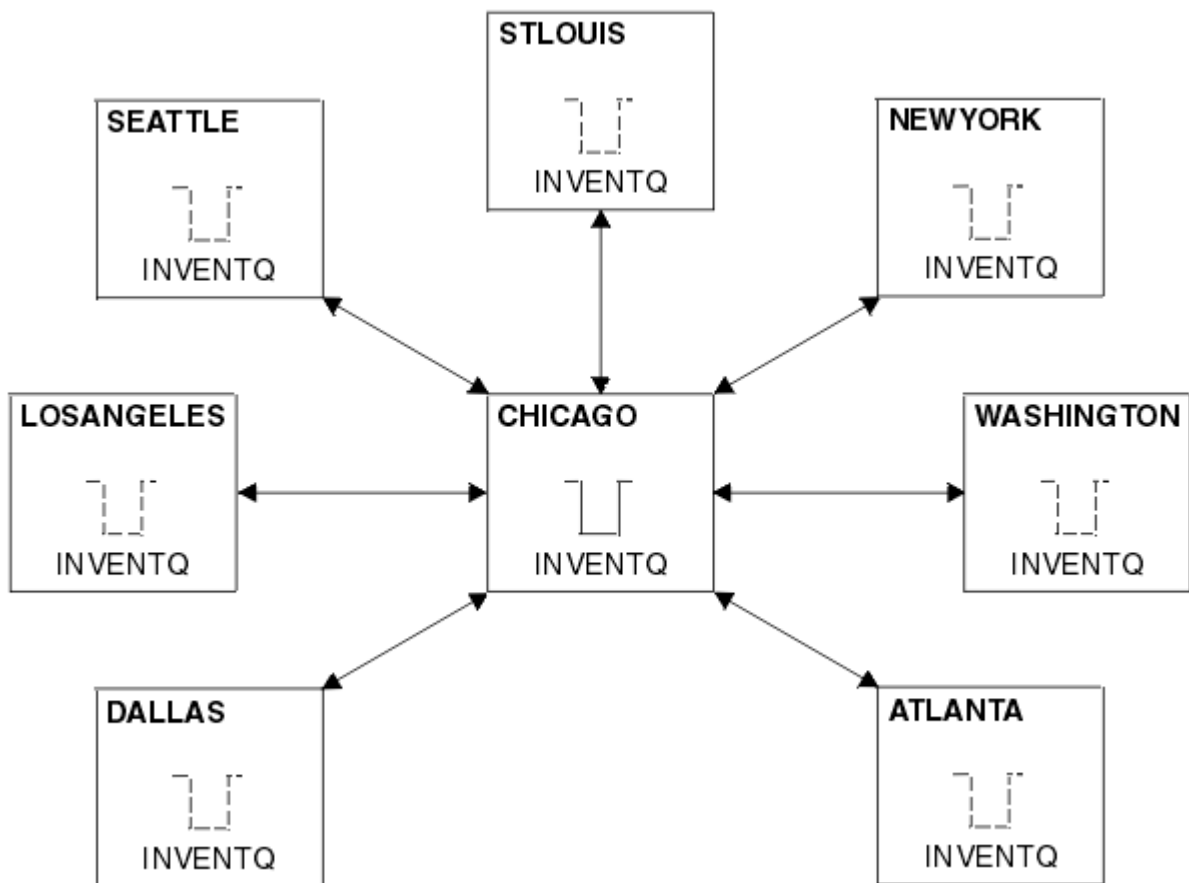 STLOUIS
INVENTQ
SEATTLE
INVENTQ
NEWYORK
INVENTQ
LOSANGELES
INVENTQ
CHICAGO
INVENTQ
WASHINGTON
INVENTQ
DALLAS
INVENTQ
ATLANTA
INVENTQ